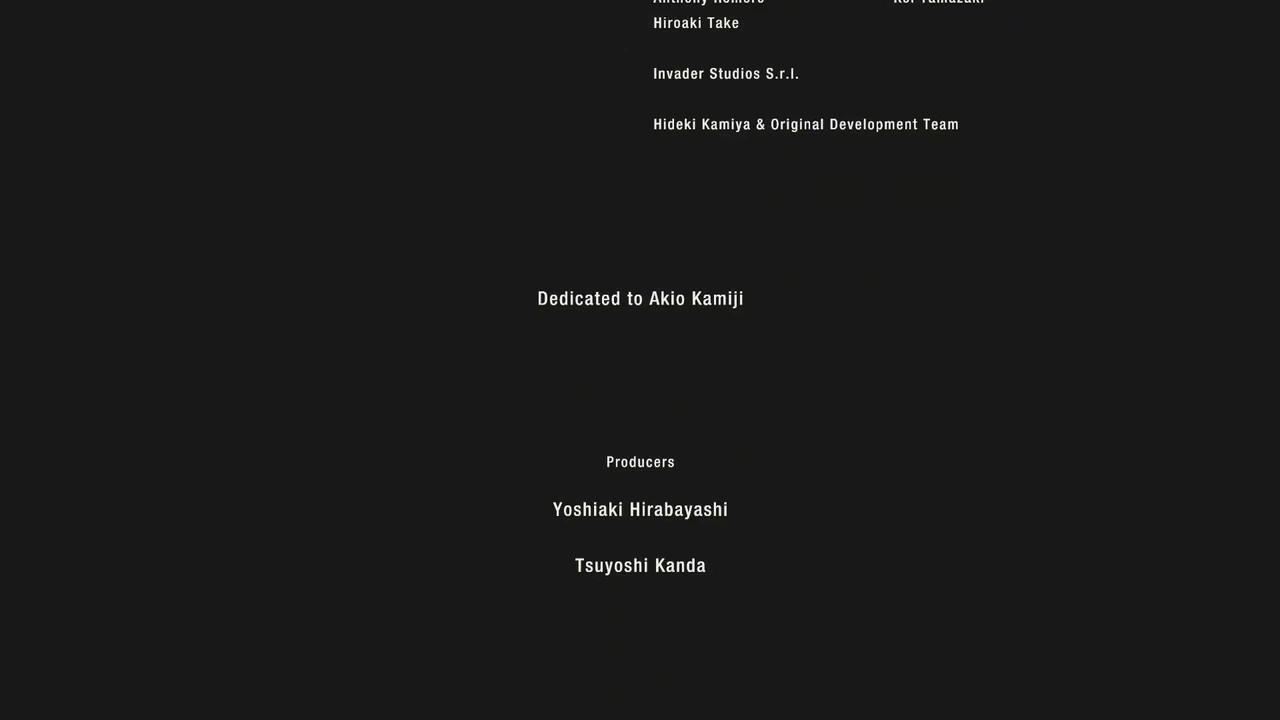 Hiroaki Take
Invader Studios S.r.l.
Hideki Kamiya & Original Development Team
Dedicated to Akio Kamiji
Producers
Yoshiaki Hirabayashi
Tsuyoshi Kanda